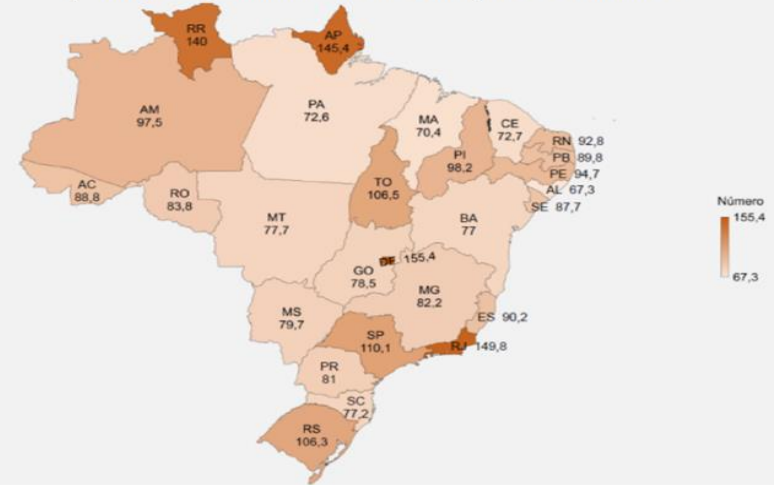 RR
140
AP
145,4
AM
97,5
PA
72,6
MA
70,4
CE
72,7
RN 92,8
PB 89,8
PE 94,7
AL 67,3
SE 87,7
PI
98,2
TO
106,5
AC
88,8
RO
83,8
MT
77,7
BA
77
DF 155,4
GO
78,5
MG
82,2
ES 90,2
MS
79,7
SP
110,1
RJ 149,8
PR
81
SC
77,2
RS
106,3
Número
155,4
67,3